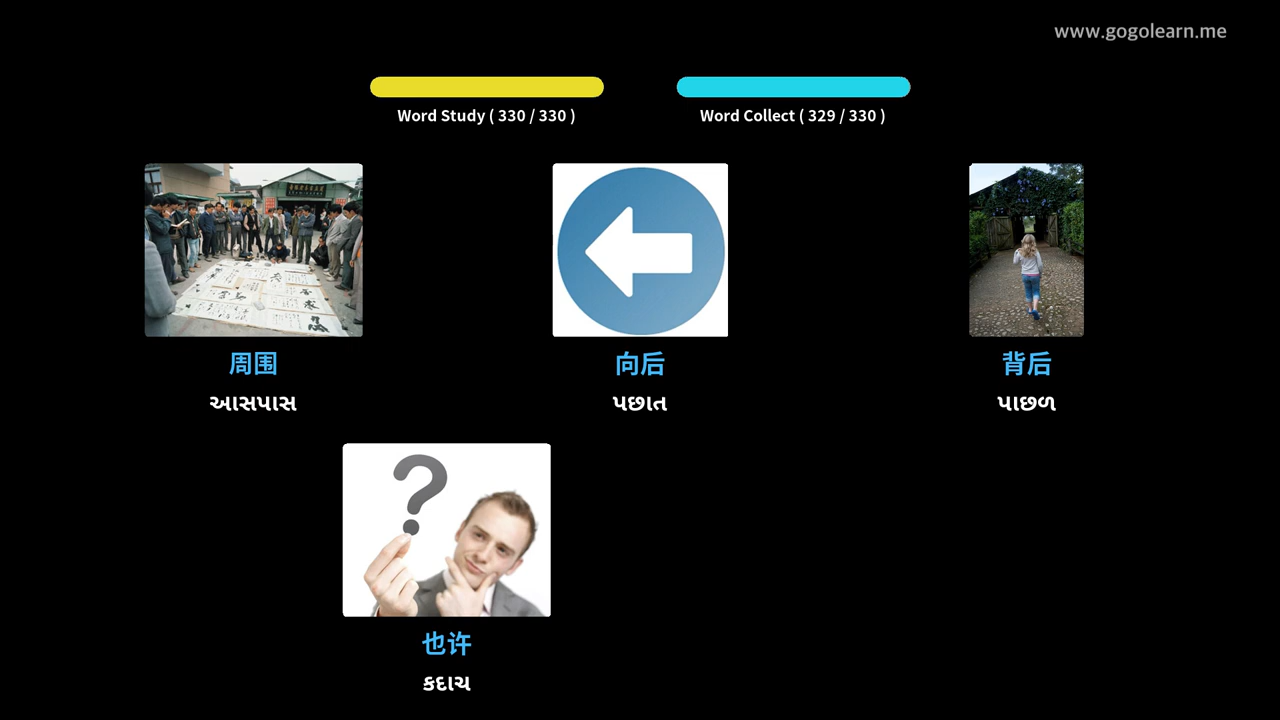 www.gogolearn.me
Word Study ( 330 / 330 )
Word Collect ( 329 / 330 )
周围
આસપાસ
向后
પછાત
背后
પાછળ
也许
કદાચ